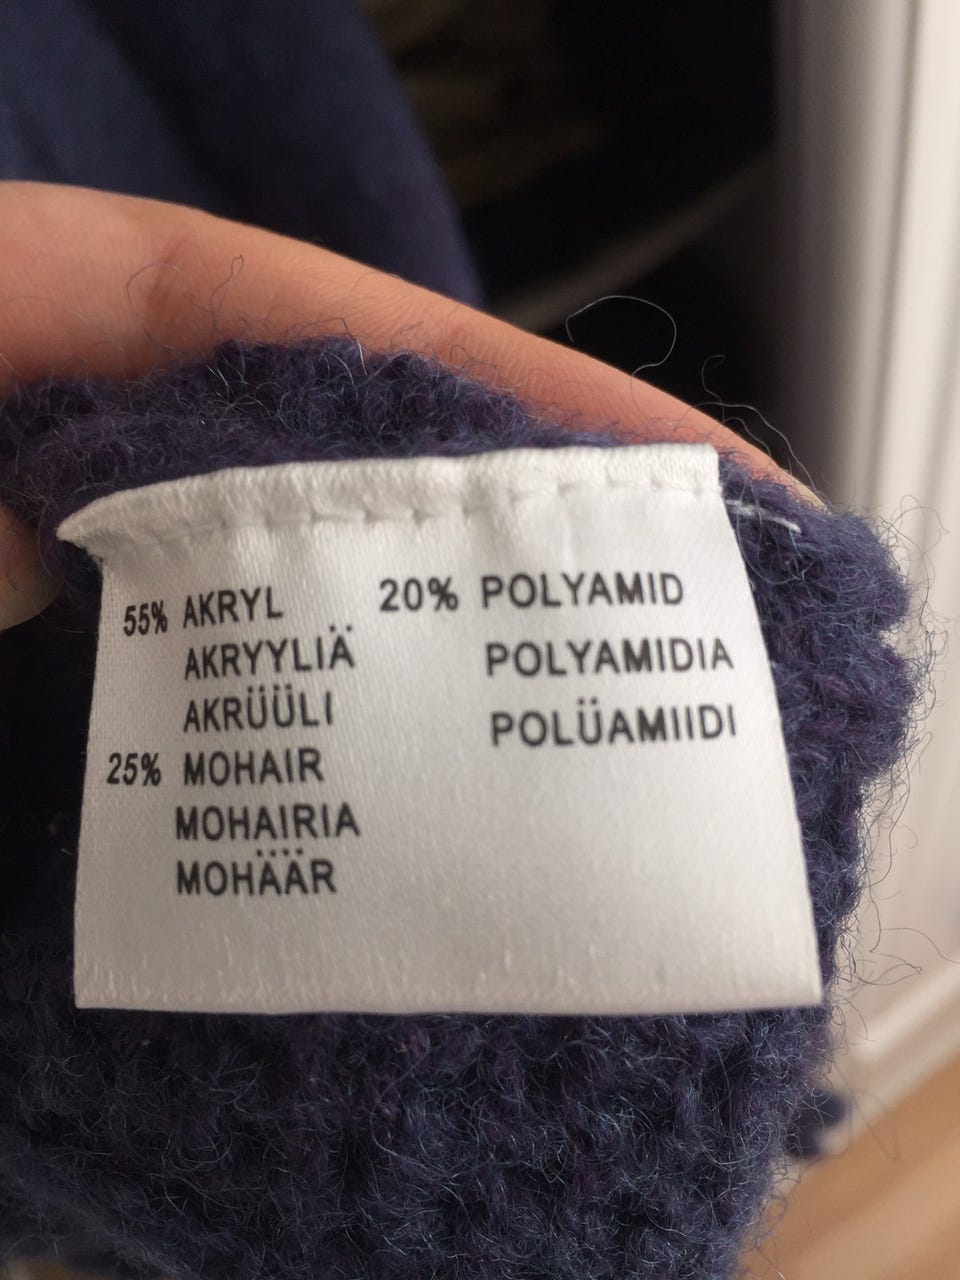 55% AKRYL
AKRYYLIÄ
AKRÜÜLI
25% MOHAIR
MOHAIRIA
MOHÄÄR
20% POLYAMID
POLYAMIDIA
POLÜAMIIDI